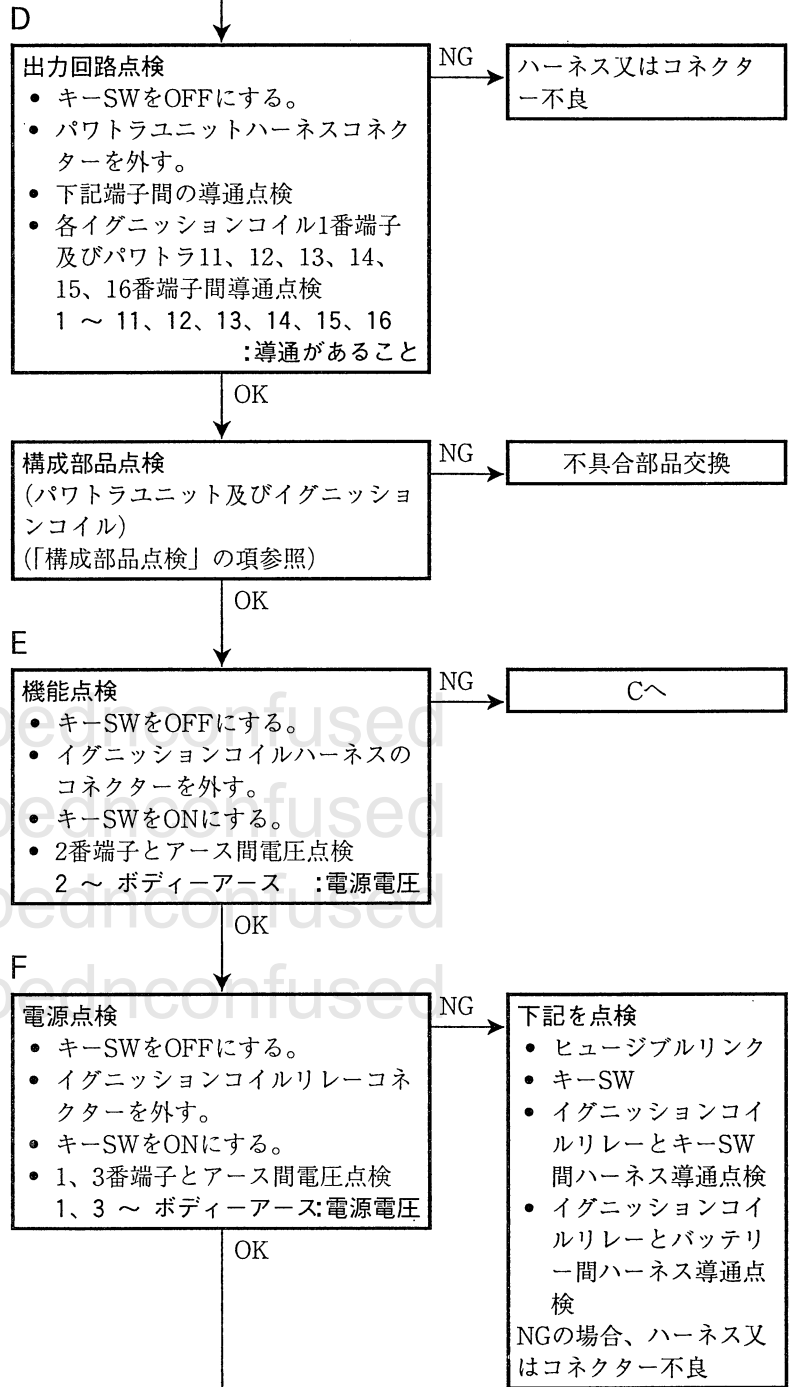 D
出力回路点検
• キーSWをOFFにする。
• パワトラユニットハーネスコネク
ターを外す。
• 下記端子間の導通点検
• 各イグニッションコイル1番端子
及びパワトラ11、12、13、14、
15、16番端子間導通点検
1 ～ 11、12、13、14、15、16
:導通があること
NG
ハーネス又はコネクタ
ー不良
OK
構成部品点検
(パワトラユニット及びイグニッショ
ンコイル)
(「構成部品点検」の項参照)
NG
不具合部品交換
OK
E
機能点検
• キーSWをOFFにする。
• イグニッションコイルハーネスの
コネクターを外す。
• キーSWをONにする。
• 2番端子とアース間電圧点検
2 ～ ボディーアース :電源電圧
NG
Cへ
OK
F
電源点検
• キーSWをOFFにする。
• イグニッションコイルリレーコネ
クターを外す。
• キーSWをONにする。
• 1、3番端子とアース間電圧点検
1、3 ～ ボディーアース:電源電圧
NG
下記を点検
• ヒュージブルリンク
• キーSW
• イグニッションコイ
ルリレーとキーSW
間ハーネス導通点検
• イグニッションコイ
ルリレーとバッテリ
ー間ハーネス導通点
検
NGの場合、ハーネス又
はコネクター不良
OK
pednconfused
pednconfused
pednconfused
pednconfused